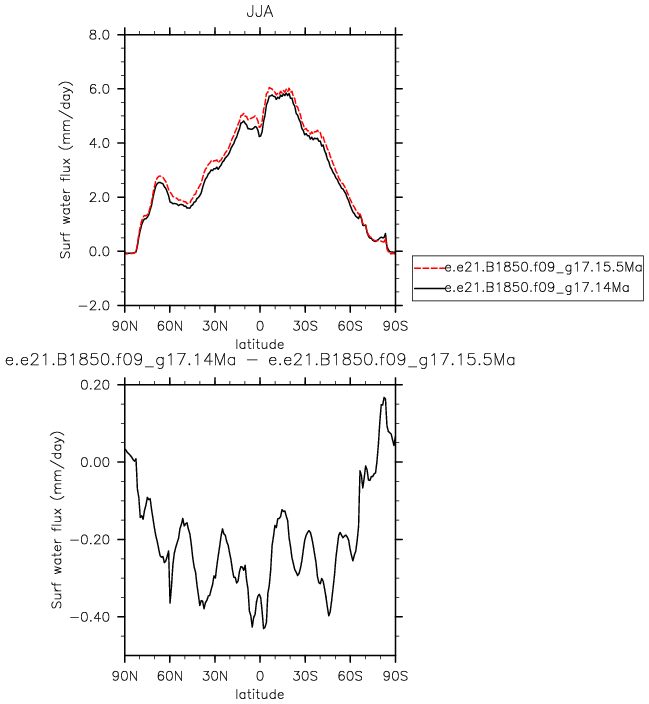 JJA
8.0
6.0
4.0
2.0
0.0
−2.0
Surf water flux (mm/day)
90N 60N 30N 0 30S 60S 90S
latitude
e.e21.B1850.f09_g17.15.5Ma
e.e21.B1850.f09_g17.14Ma
e.e21.B1850.f09_g17.14Ma − e.e21.B1850.f09_g17.15.5Ma
0.20
0.00
−0.20
−0.40
Surf water flux (mm/day)
90N 60N 30N 0 30S 60S 90S
latitude